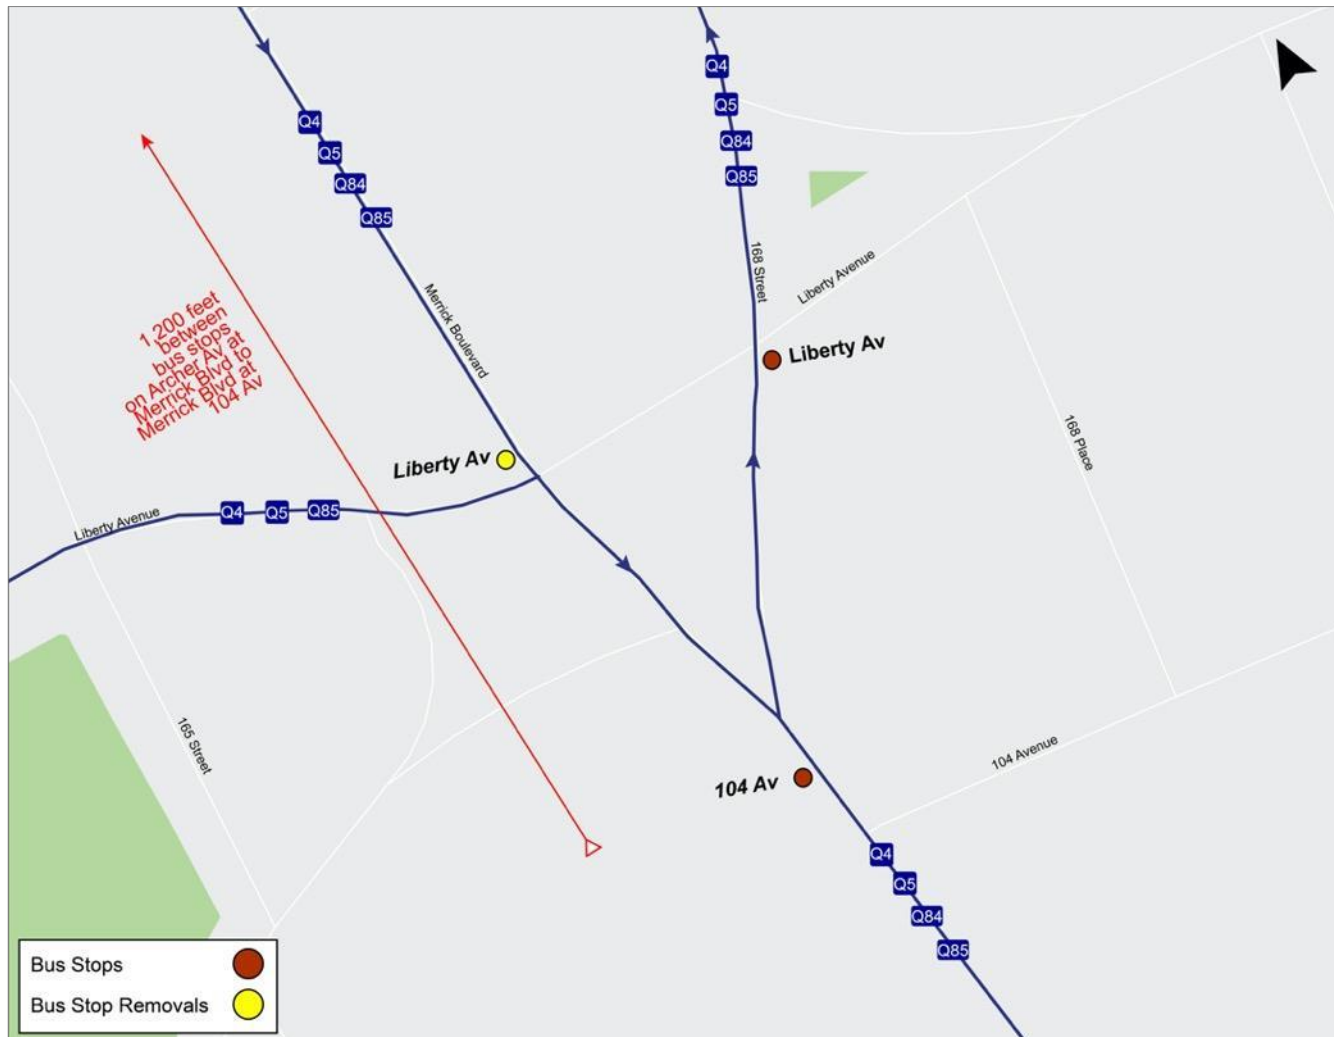 Q4
Q5
Q84
Q85
Q4
Q5
Q84
Q85
168 Street
Liberty Avenue
Merrick Boulevard
1,200 feet
between
bus stops
on Archer Av at
Merrick Blvd to
Merrick Blvd at
104 Av
Liberty Av
168 Place
Liberty Av
Liberty Avenue
Q4
Q5
Q85
165 Street
104 Avenue
104 Av
Q4
Q5
Q84
Q85
Bus Stops
Bus Stop Removals